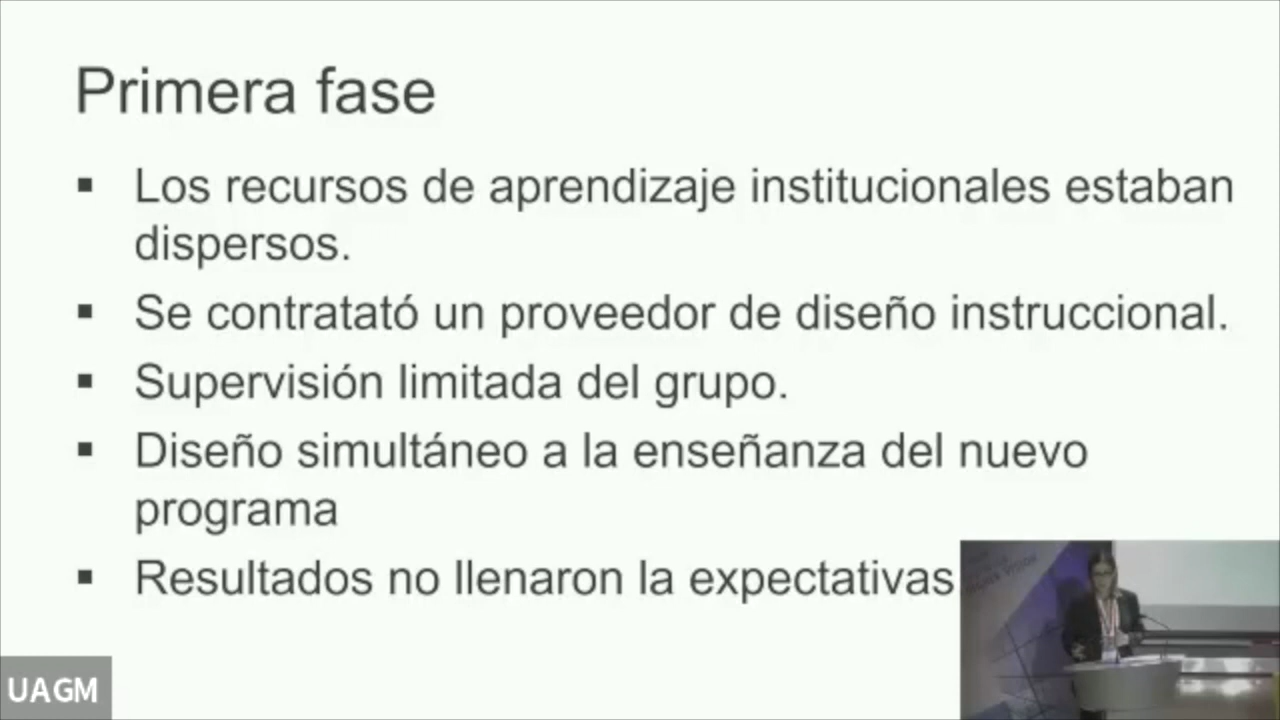 Primera fase
▪ Los recursos de aprendizaje institucionales estaban
dispersos.
▪ Se contratató un proveedor de diseño instruccional.
▪ Supervisión limitada del grupo.
▪ Diseño simultáneo a la enseñanza del nuevo
programa
▪ Resultados no llenaron la expectativas
UAGM